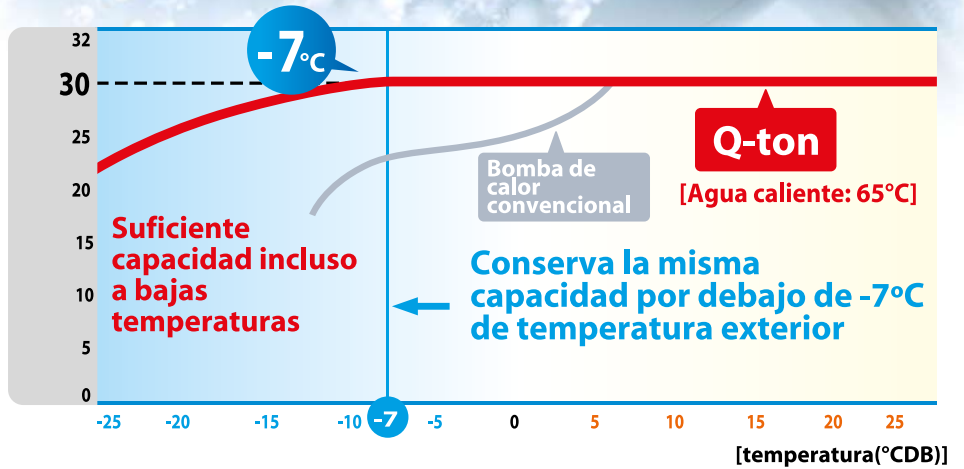 32
30
25
20
15
10
5
0
-7°C
Q-ton
[Agua caliente: 65°C]
Bomba de
calor
convencional
Suficiente
capacidad incluso
a bajas
temperaturas
Conserva la misma
capacidad por debajo de -7ºC
de temperatura exterior
-25 -20 -15 -10 -7 -5 0 5 10 15 20 25
[temperatura(°CDB)]